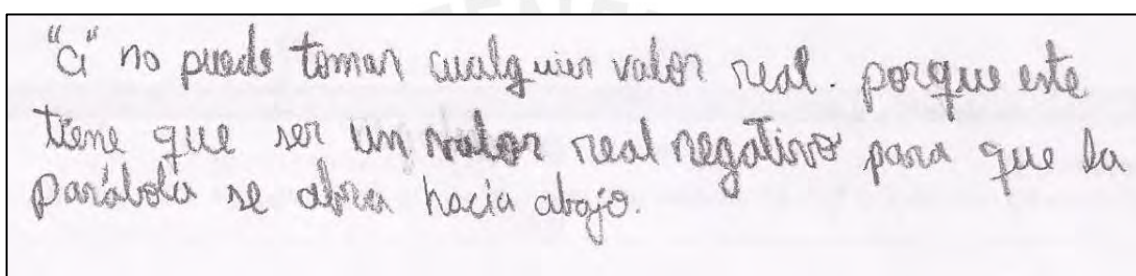 "a" no puede tomar cualquier valor real. porque este
tiene que ser un valor real negativo para que la
parábola se abra hacia abajo.